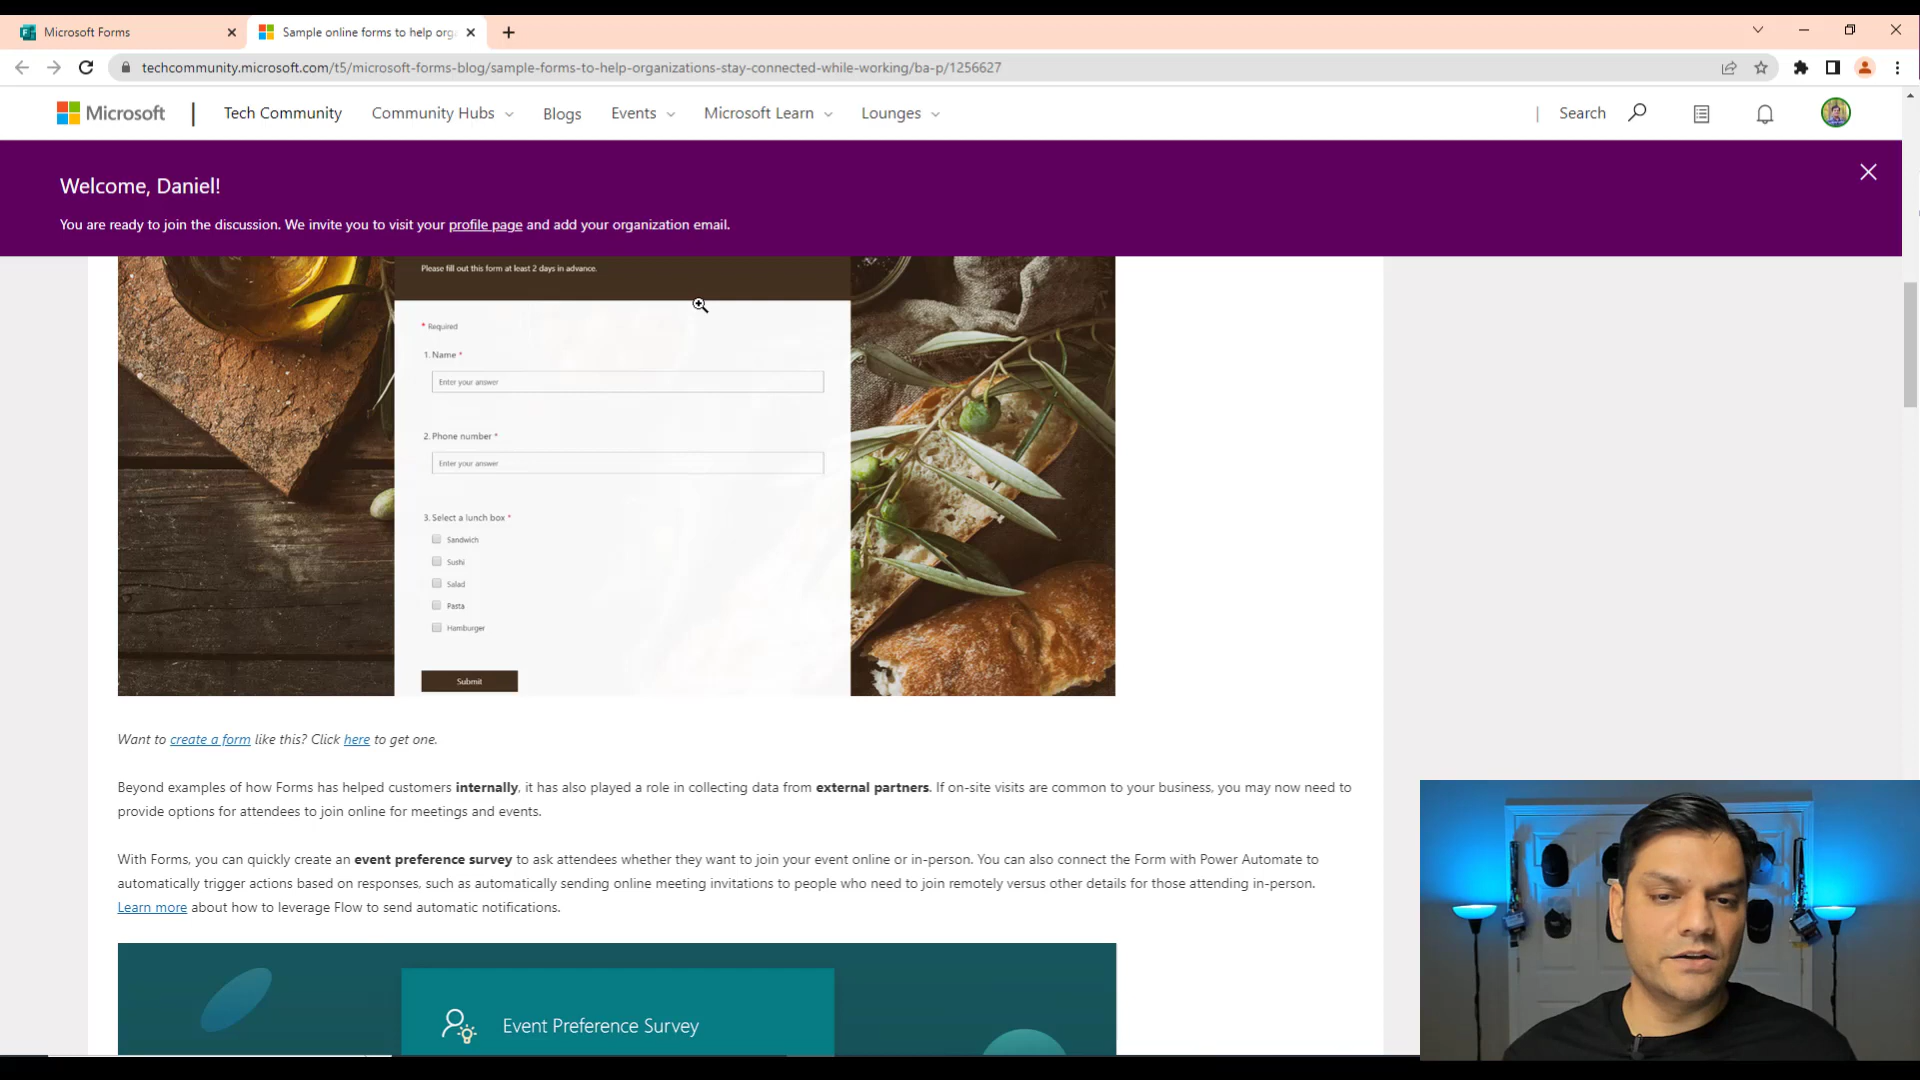 Microsoft Forms
Sample online forms to help orga
techcommunity.microsoft.com/t5/microsoft-forms-blog/sample-forms-to-help-organizations-stay-connected-while-working/ba-p/1256627
Microsoft
Tech Community
Community Hubs
Blogs
Events
Microsoft Learn
Lounges
Search
Welcome, Daniel!
You are ready to join the discussion. We invite you to visit your profile page and add your organization email.
Please fill out this form at least 2 days in advance.
* Required
1. Name *
Enter your answer
2. Phone number *
Enter your answer
3. Select a lunch box *
Sandwich
Sushi
Salad
Pasta
Hamburger
Submit
Want to create a form like this? Click here to get one.
Beyond examples of how Forms has helped customers internally, it has also played a role in collecting data from external partners. If on-site visits are common to your business, you may now need to
provide options for attendees to join online for meetings and events.
With Forms, you can quickly create an event preference survey to ask attendees whether they want to join your event online or in-person. You can also connect the Form with Power Automate to
automatically trigger actions based on responses, such as automatically sending online meeting invitations to people who need to join remotely versus other details for those attending in-person.
Learn more about how to leverage Flow to send automatic notifications.
Event Preference Survey